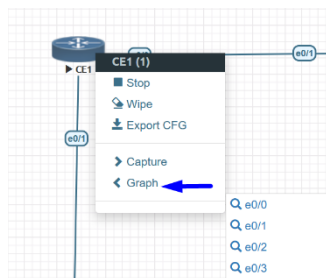 CE1 (1)
e0/1
CE1
Stop
Wipe
e0/1
Export CFG
Capture
Graph
e0/0
e0/1
e0/2
e0/3